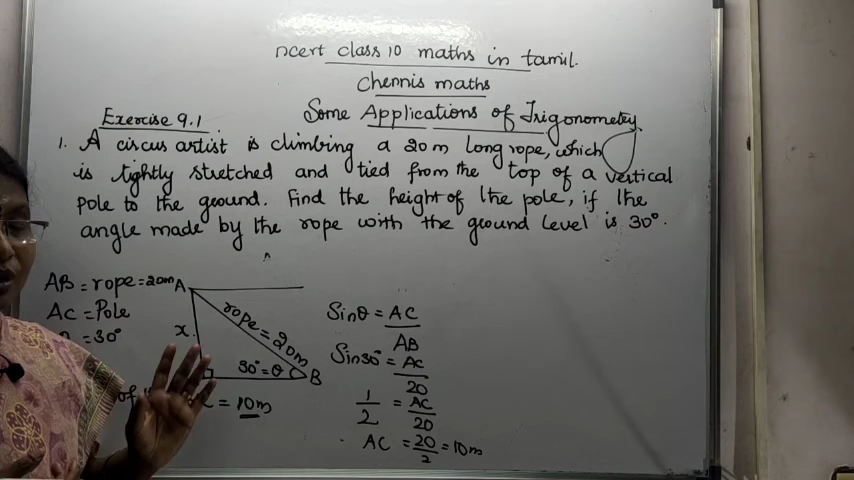 ncert class 10 maths in tamil.
Chennis maths
Exercise 9.1
Some Applications of Trigonometry
1. A circus artist is climbing a 20m long rope, which
is tightly stretched and tied from the top of a vertical
pole to the ground. Find the height of the pole, if the
angle made by the rope with the ground level is 30°.
AB = rope = 20m
AC = Pole
= 30°
A
x
rope = 20m
30° = θ
B
= 10m
Sinθ = AC
AB
Sin30° = AC
20
1 = AC
2 20
AC = 20 = 10m
2